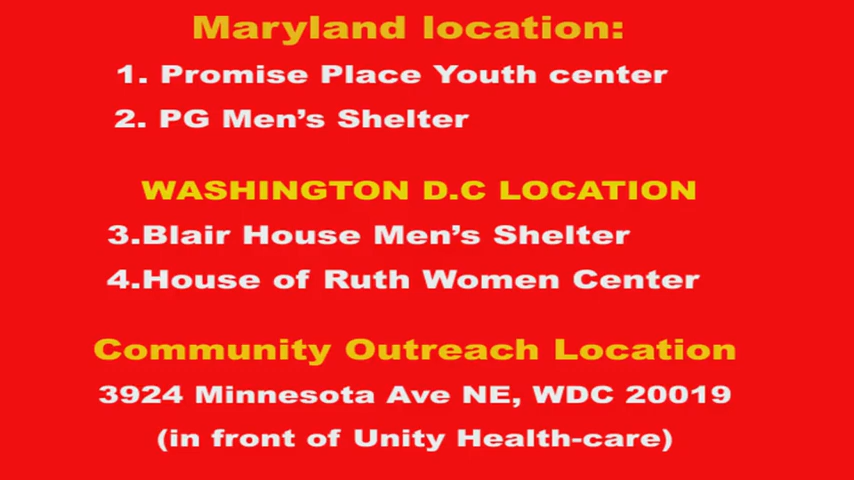 Maryland location:
1. Promise Place Youth center
2. PG Men’s Shelter
WASHINGTON D.C LOCATION
3.Blair House Men’s Shelter
4.House of Ruth Women Center
Community Outreach Location
3924 Minnesota Ave NE, WDC 20019
(in front of Unity Health-care)